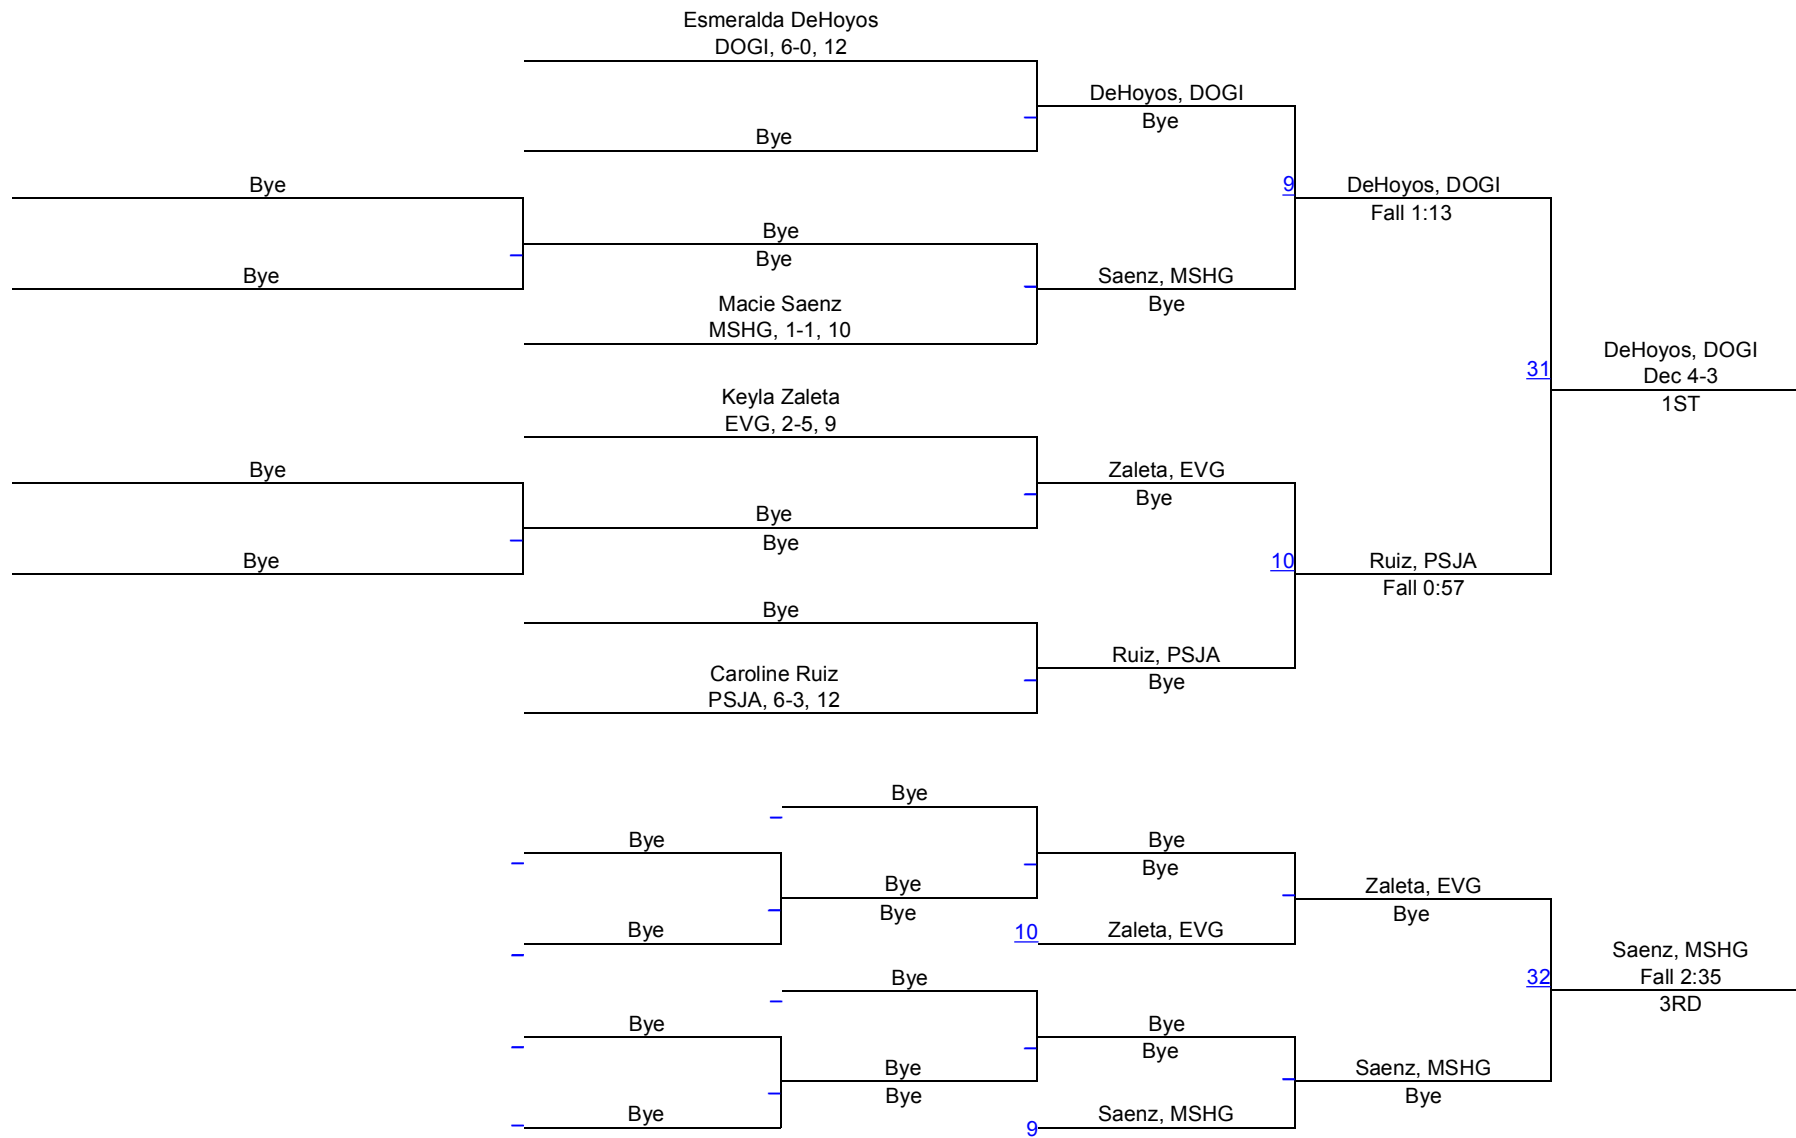 Esmeralda DeHoyos
DOGI, 6-0, 12
DeHoyos, DOGI
Bye
Bye
Bye
9
DeHoyos, DOGI
Fall 1:13
Bye
Bye
Bye
Saenz, MSHG
Bye
Macie Saenz
MSHG, 1-1, 10
31
DeHoyos, DOGI
Dec 4-3
1ST
Keyla Zaleta
EVG, 2-5, 9
Bye
Zaleta, EVG
Bye
Bye
Bye
Bye
10
Ruiz, PSJA
Fall 0:57
Bye
Ruiz, PSJA
Bye
Caroline Ruiz
PSJA, 6-3, 12
Bye
Bye
Bye
Bye
Bye
Bye
Zaleta, EVG
Bye
Bye
10
Zaleta, EVG
32
Saenz, MSHG
Fall 2:35
3RD
Bye
Bye
Bye
Bye
Bye
Bye
Saenz, MSHG
Bye
Bye
9
Saenz, MSHG